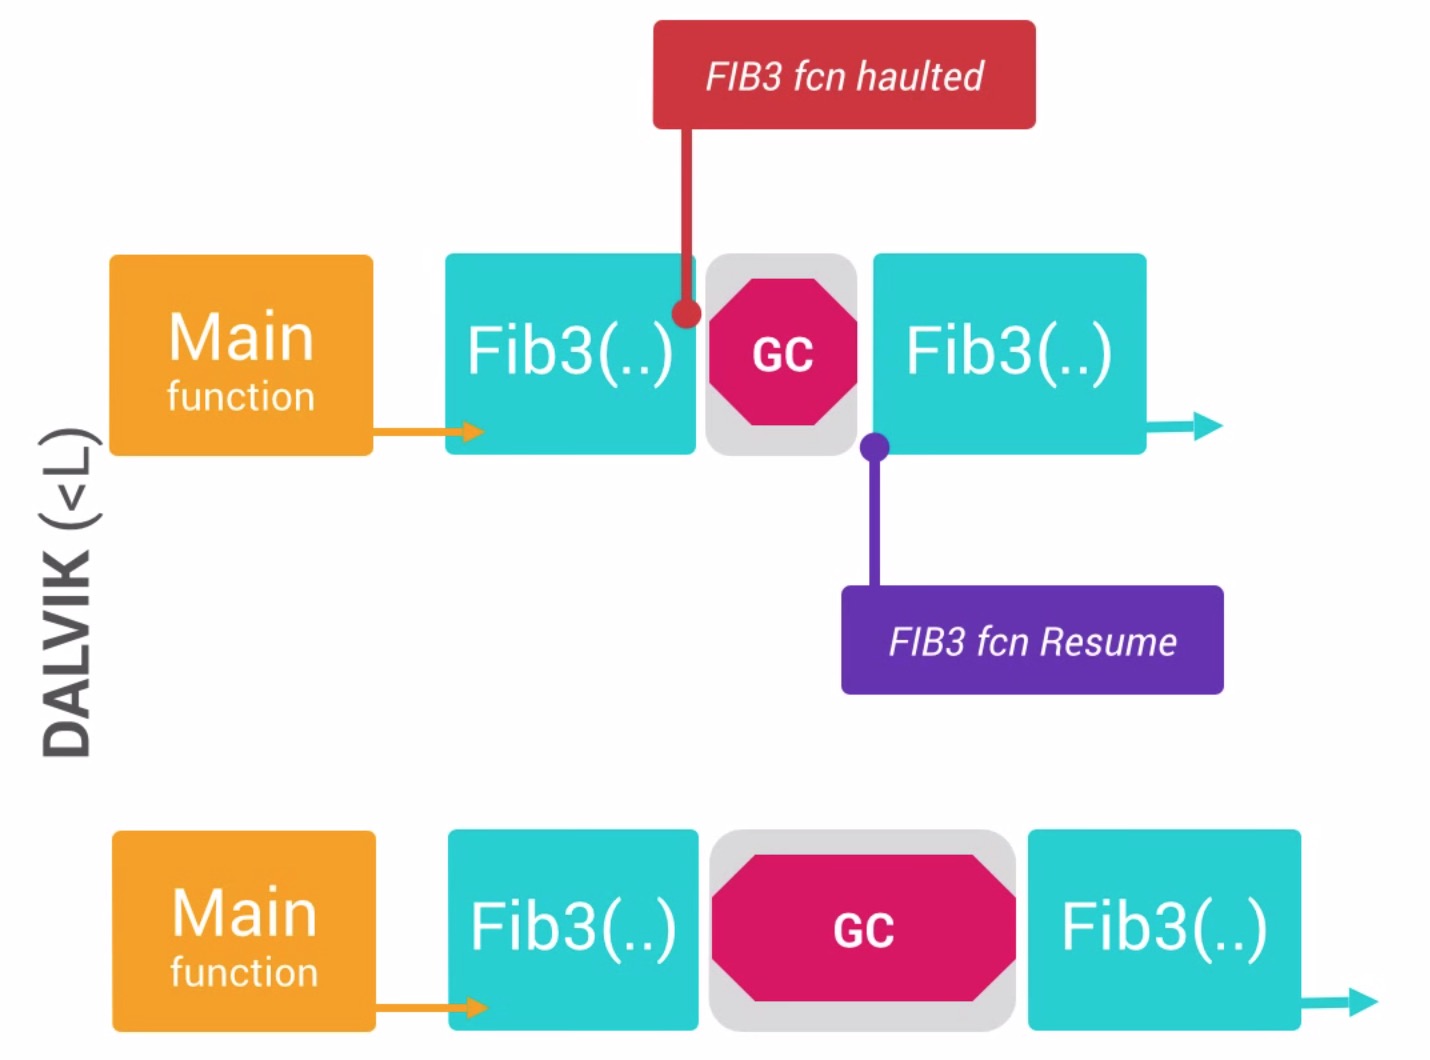 FIB3 fcn haulted
Main
function
Fib3(..)
GC
Fib3(..)
DALVIK (<L)
FIB3 fcn Resume
Main
function
Fib3(..)
GC
Fib3(..)